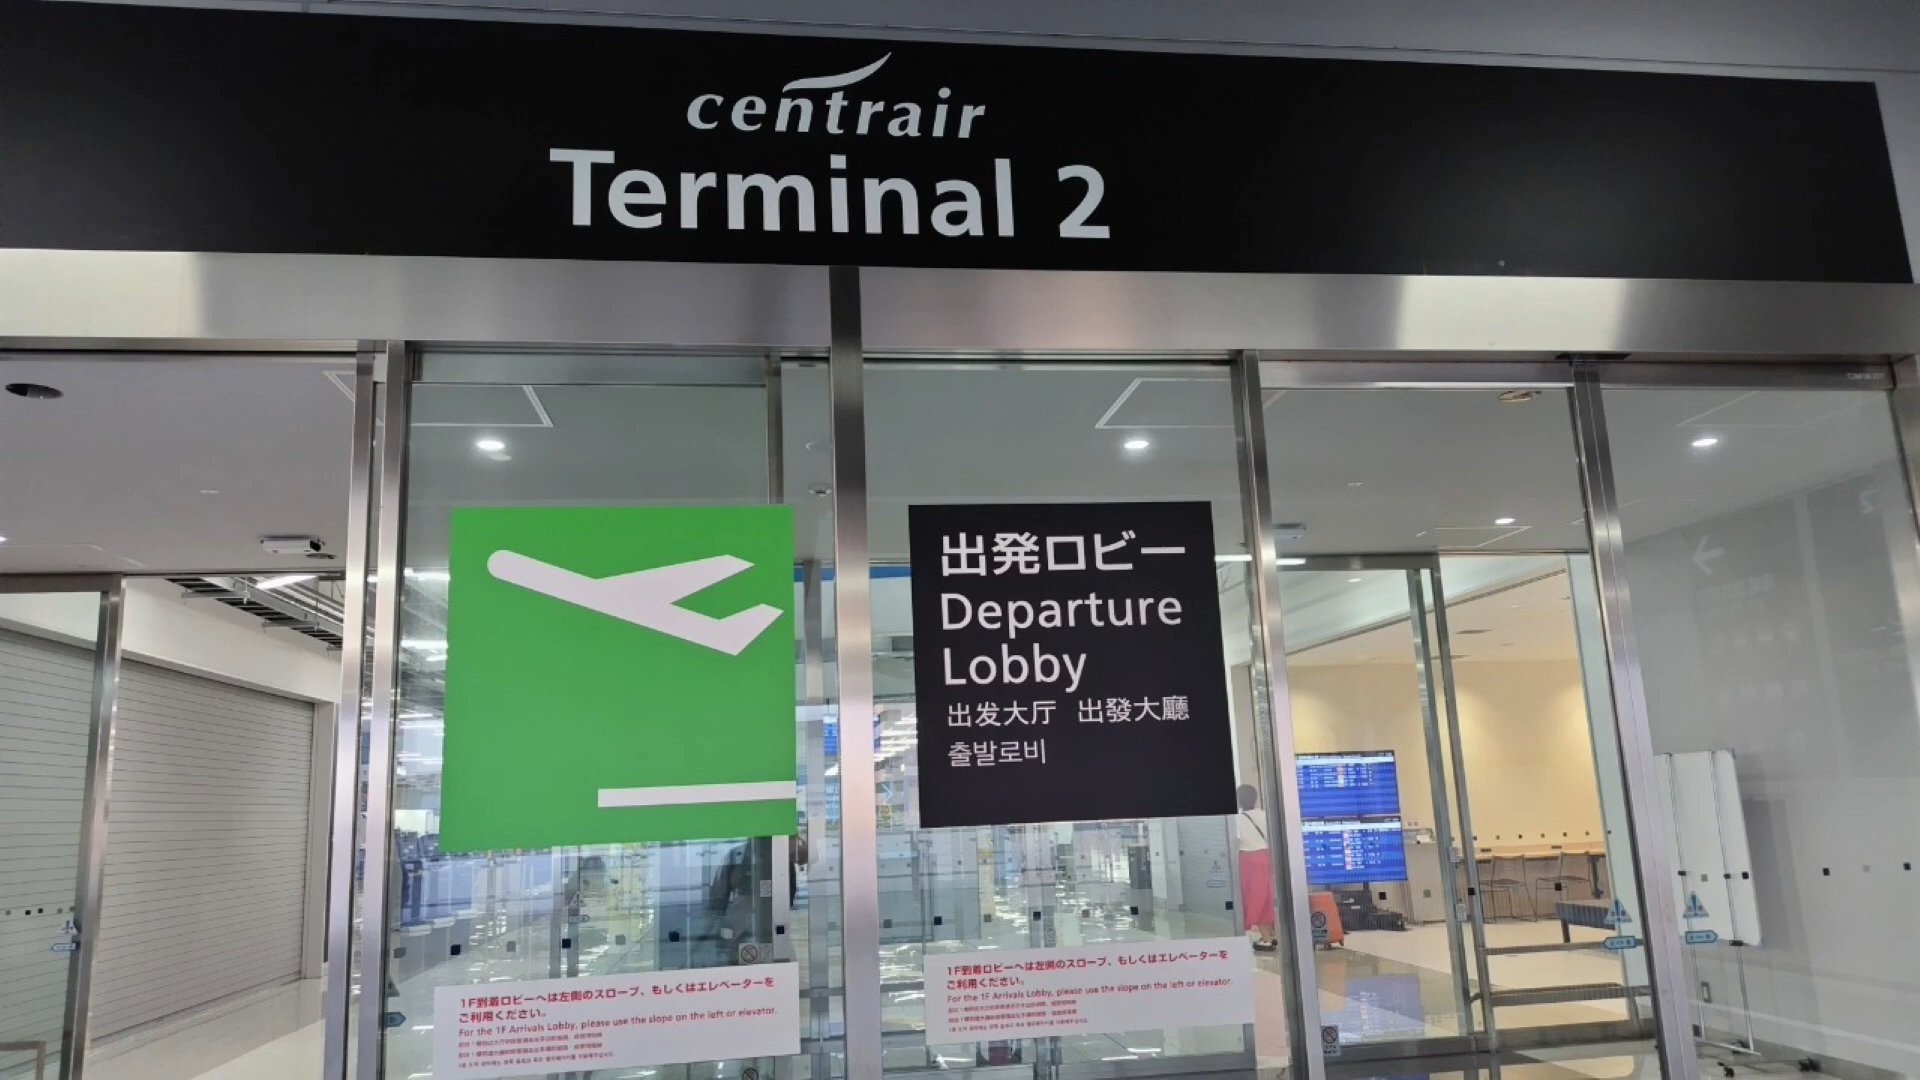 centrair
Terminal 2
出発ロビー
Departure
Lobby
出发大厅 出發大廳
출발로비
1F到着ロビーへは左側のスロープ、もしくはエレベーターを
ご利用ください。
For the 1F Arrivals Lobby, please use the slope on the left or elevator.
1F到着ロビーへは左側のスロープ、もしくはエレベーターを
ご利用ください。
For the 1F Arrivals Lobby, please use the slope on the left or elevator.